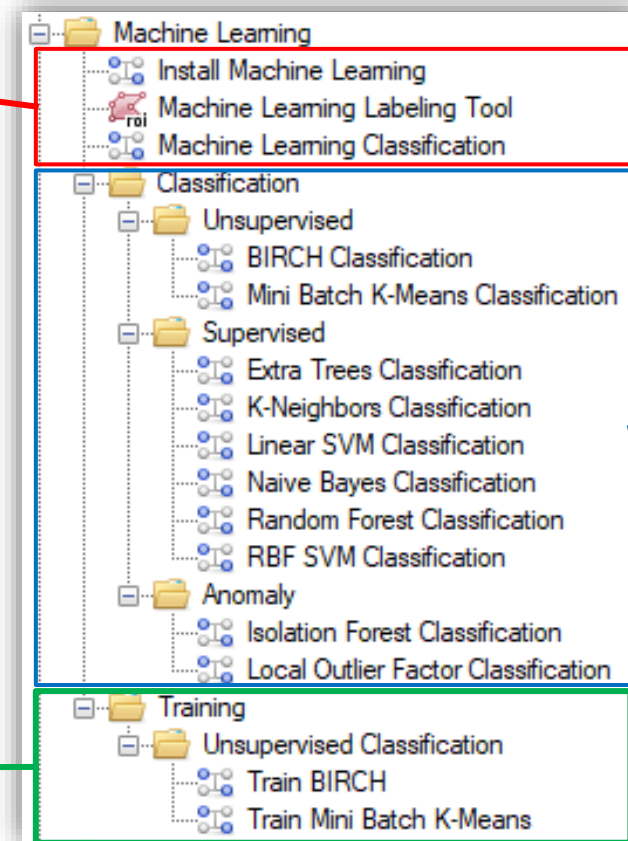 Machine Learning
Install Machine Learning
roi
Machine Learning Labeling Tool
Machine Learning Classification
Classification
Unsupervised
BIRCH Classification
Mini Batch K-Means Classification
Supervised
Extra Trees Classification
K-Neighbors Classification
Linear SVM Classification
Naive Bayes Classification
Random Forest Classification
RBF SVM Classification
Anomaly
Isolation Forest Classification
Local Outlier Factor Classification
Training
Unsupervised Classification
Train BIRCH
Train Mini Batch K-Means